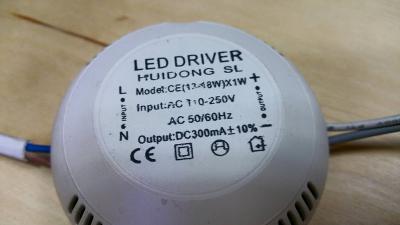 LED DRIVER
HUIDONG SL
L Model:CE(12-18W)X1W +
INPUT Input:AC 110-250V OUTPUT
AC 50/60Hz
N Output:DC300mA±10% −
CE